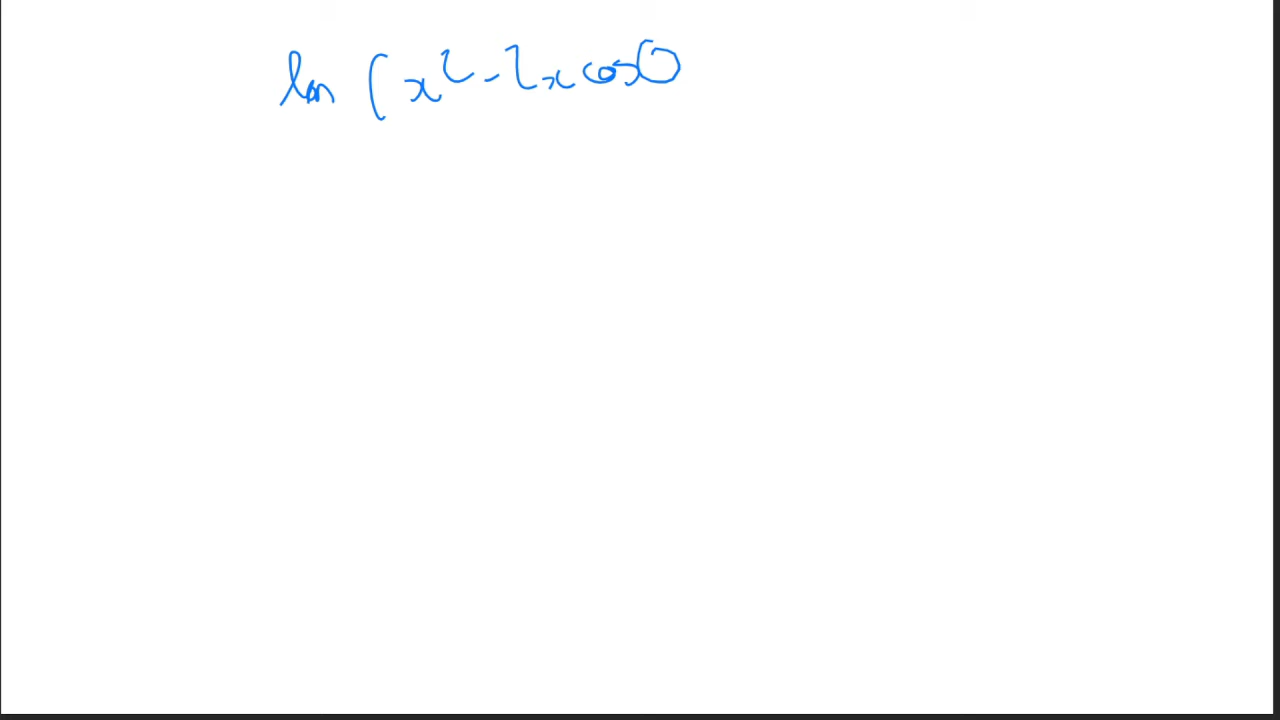 ln (x² - 2x cos